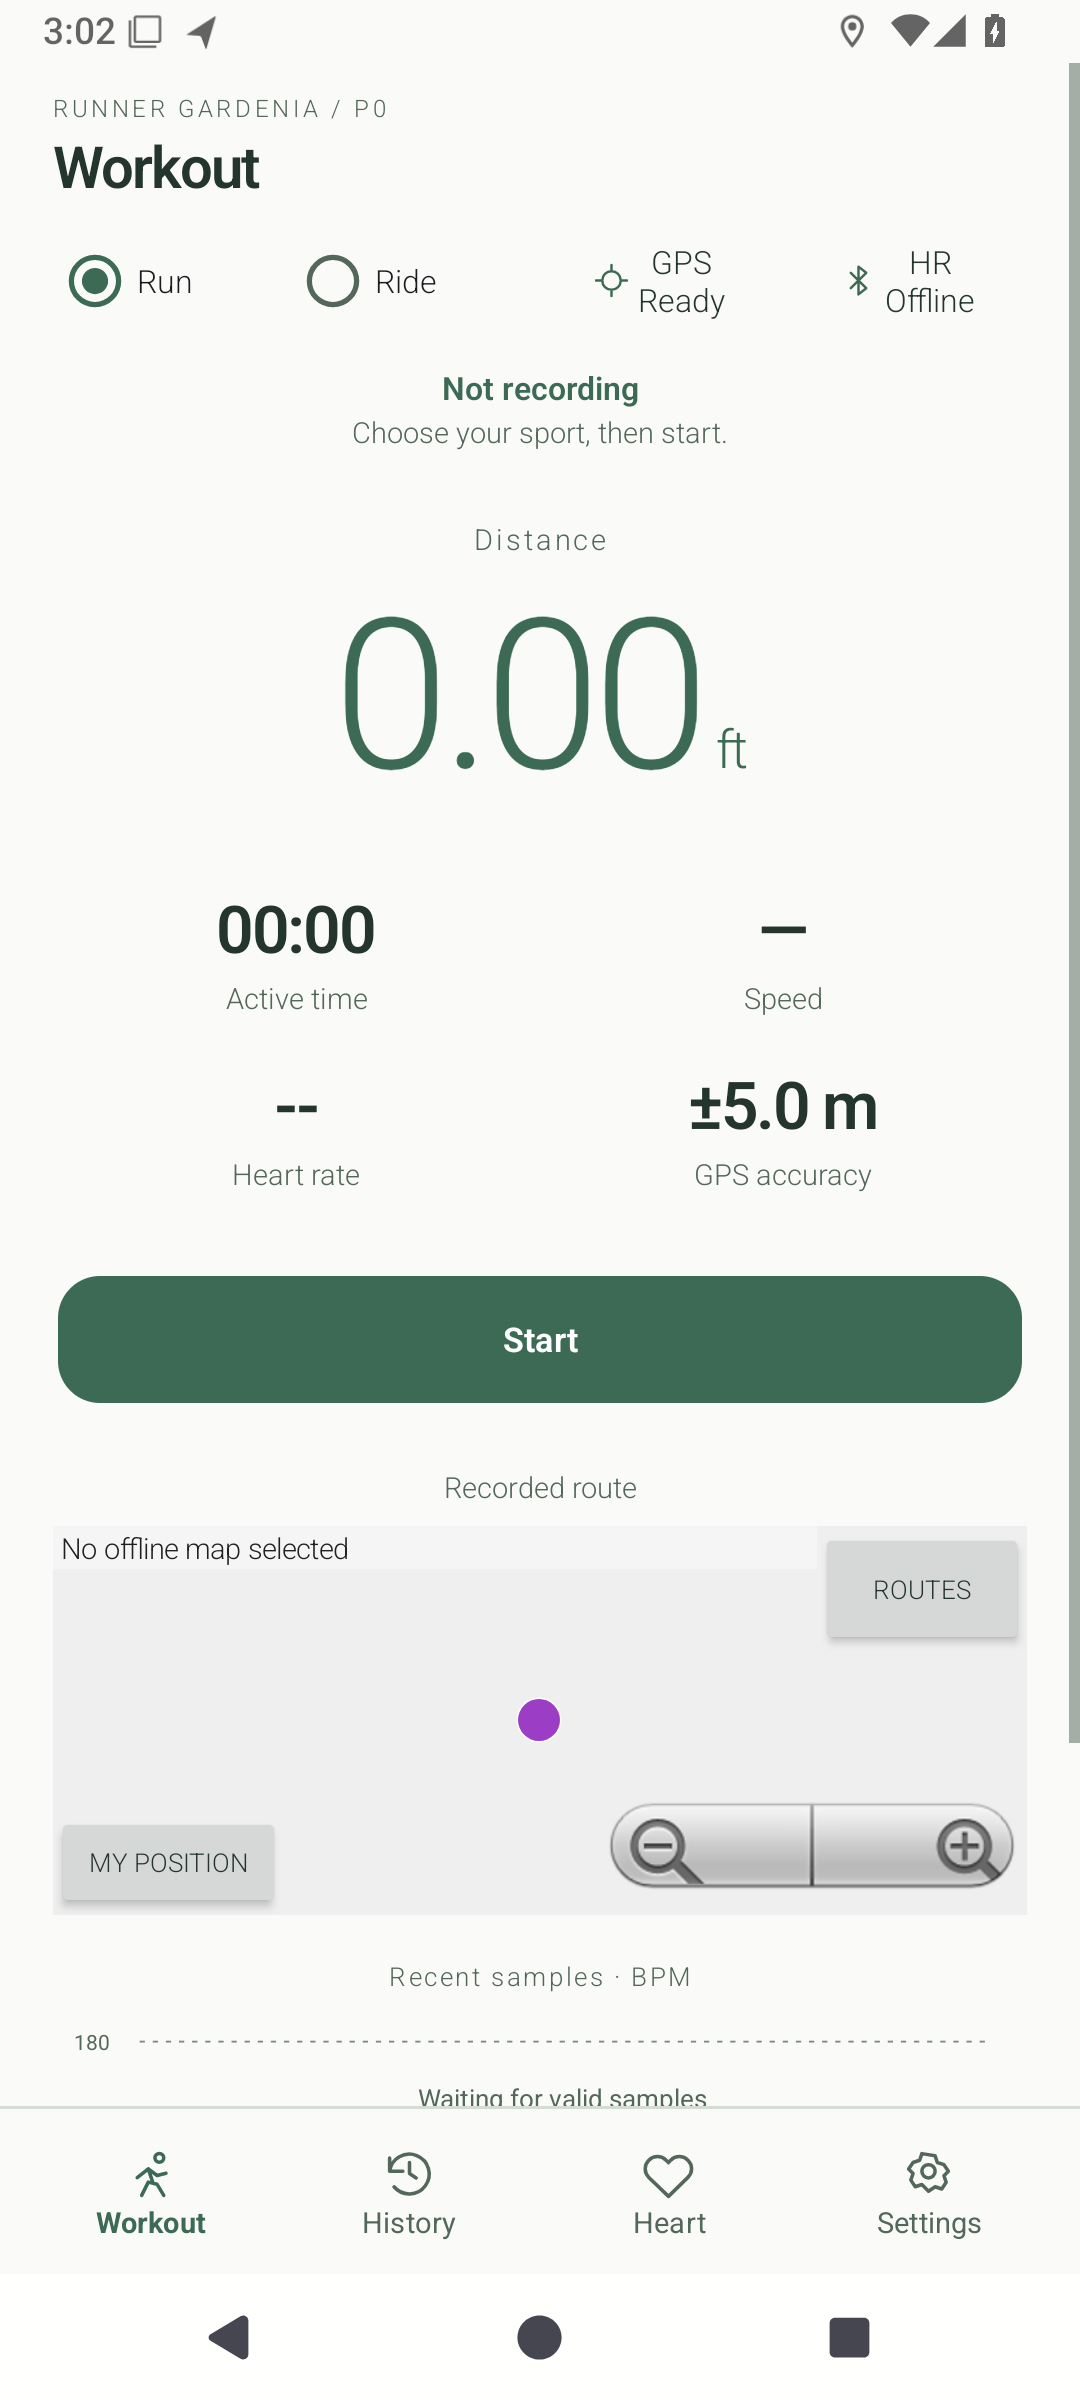 3:02
RUNNER GARDENIA / P0
Workout
Run
Ride
GPS
Ready
HR
Offline
Not recording
Choose your sport, then start.
Distance
0.00 ft
00:00
Active time
—
Speed
--
Heart rate
±5.0 m
GPS accuracy
Start
Recorded route
No offline map selected
ROUTES
MY POSITION
Recent samples · BPM
180
Waiting for valid samples
Workout
History
Heart
Settings